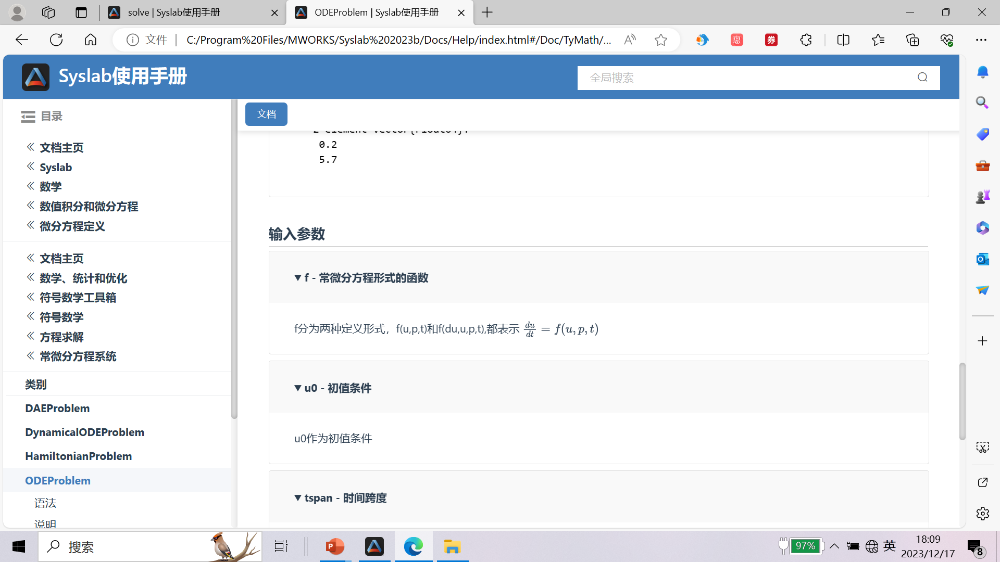 solve | Syslab使用手册
ODEProblem | Syslab使用手册
文件
C:/Program%20Files/MWORKS/Syslab%202023b/Docs/Help/index.html#/Doc/TyMath/...
惠
券
Syslab使用手册
全局搜索
目录
文档主页
Syslab
数学
数值积分和微分方程
微分方程定义
文档主页
数学、统计和优化
符号数学工具箱
符号数学
方程求解
常微分方程系统
类别
DAEProblem
DynamicalODEProblem
HamiltonianProblem
ODEProblem
语法
说明
文档
2-element Vector{Float64}:
0.2
5.7
输入参数
▼ f - 常微分方程形式的函数
f分为两种定义形式，f(u,p,t)和f(du,u,p,t),都表示 du/dt = f(u, p, t)
▼ u0 - 初值条件
u0作为初值条件
▼ tspan - 时间跨度
搜索
97%
英
18:09
2023/12/17
8